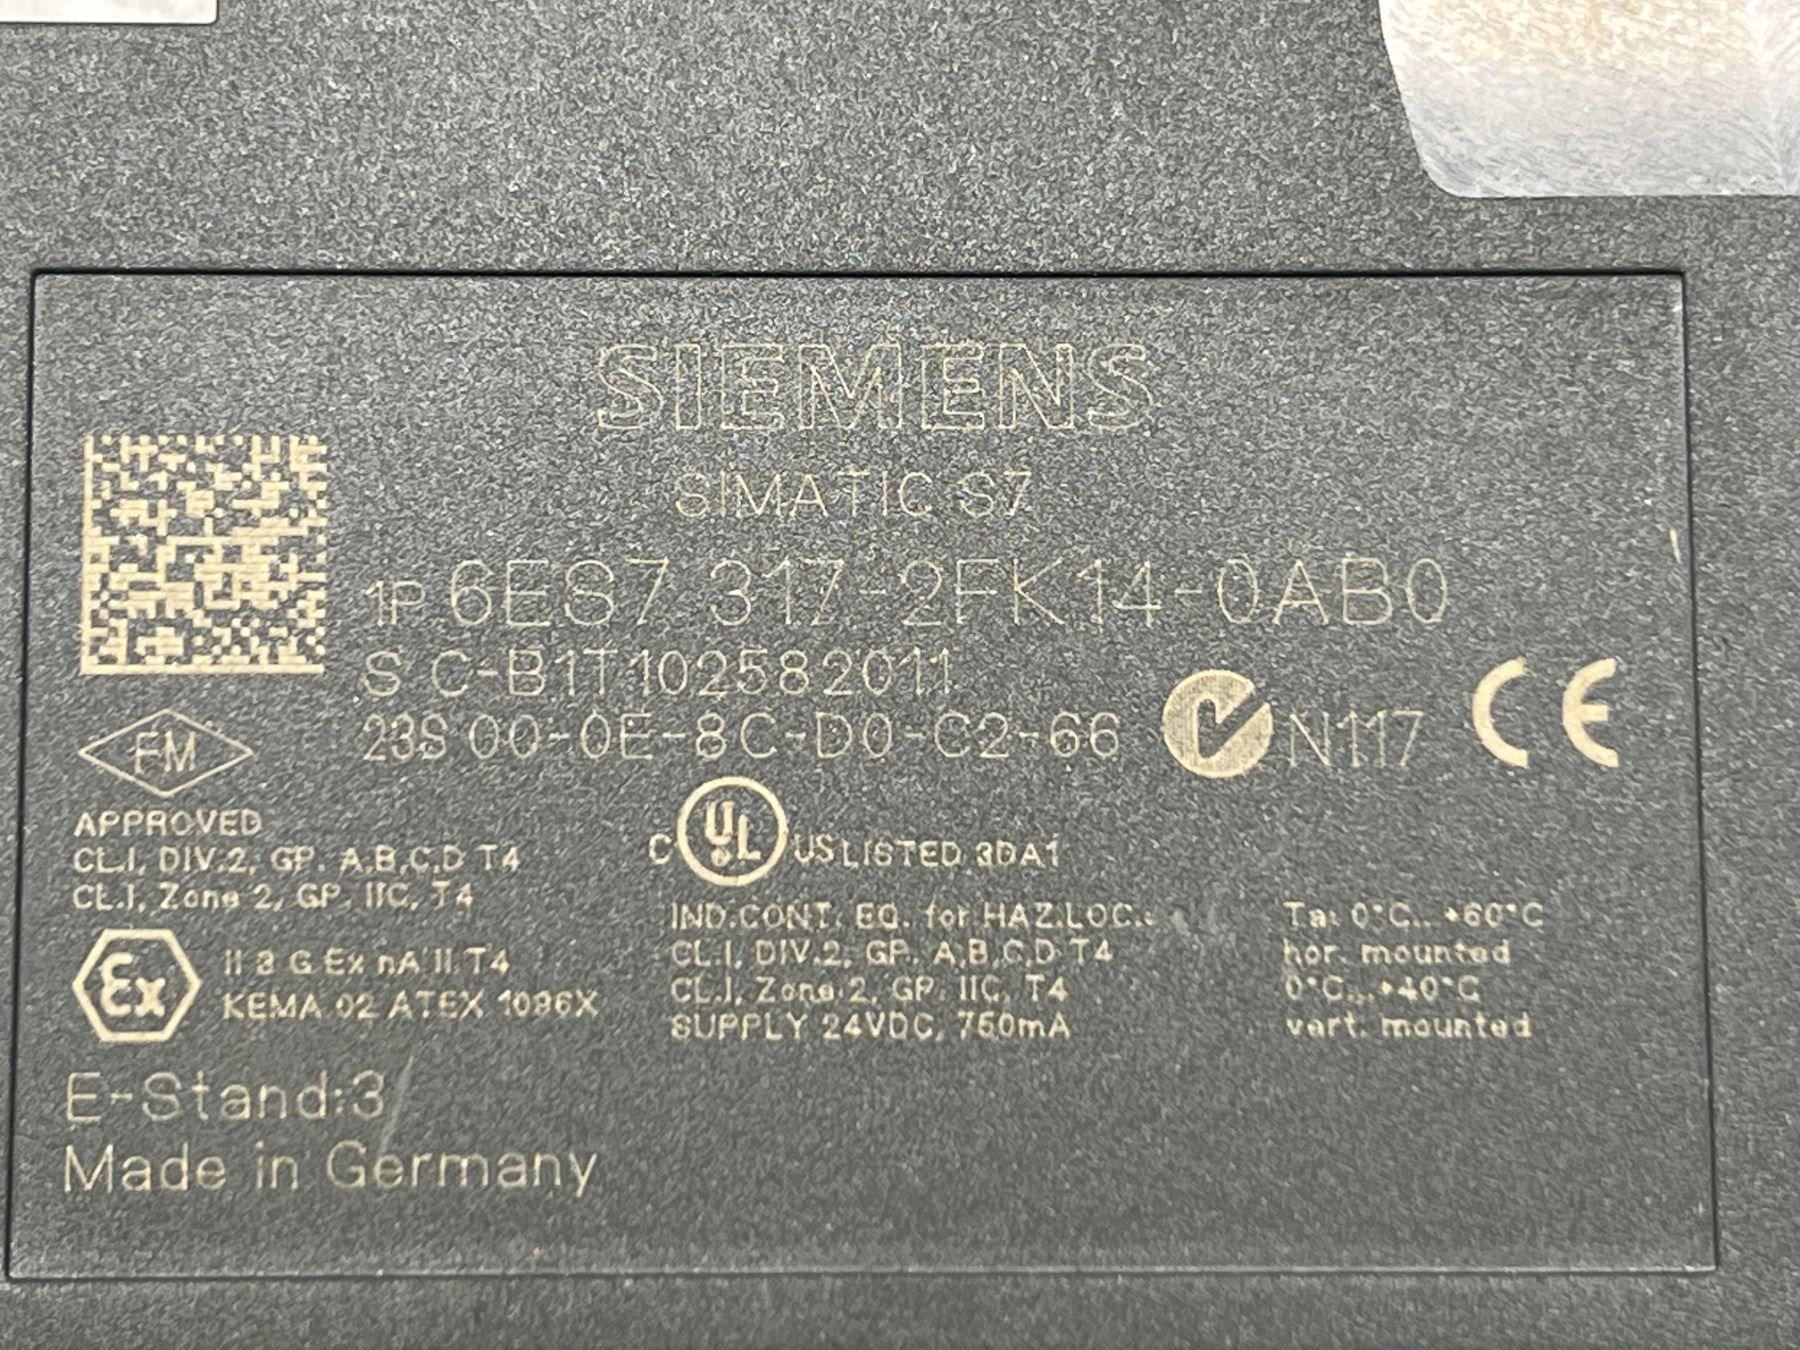 SIEMENS
SIMATIC S7
1P 6ES7 317-2FK14-0AB0
S C-B1T102582011
23S 00-0E-8C-D0-C2-66
N117
CE
FM
APPROVED
CL.I, DIV.2, GP. A,B,C,D T4
CL.I, Zone 2, GP. IIC, T4
C UL US LISTED 3DA1
IND.CONT. EQ. for HAZ.LOC.:
CL.I, DIV.2, GP. A,B,C,D T4
CL.I, Zone 2, GP. IIC, T4
SUPPLY 24VDC, 750mA
Ta: 0°C...+60°C
hor. mounted
0°C...+40°C
vert. mounted
Ex
II 3 G Ex nA II T4
KEMA 02 ATEX 1096X
E-Stand:3
Made in Germany